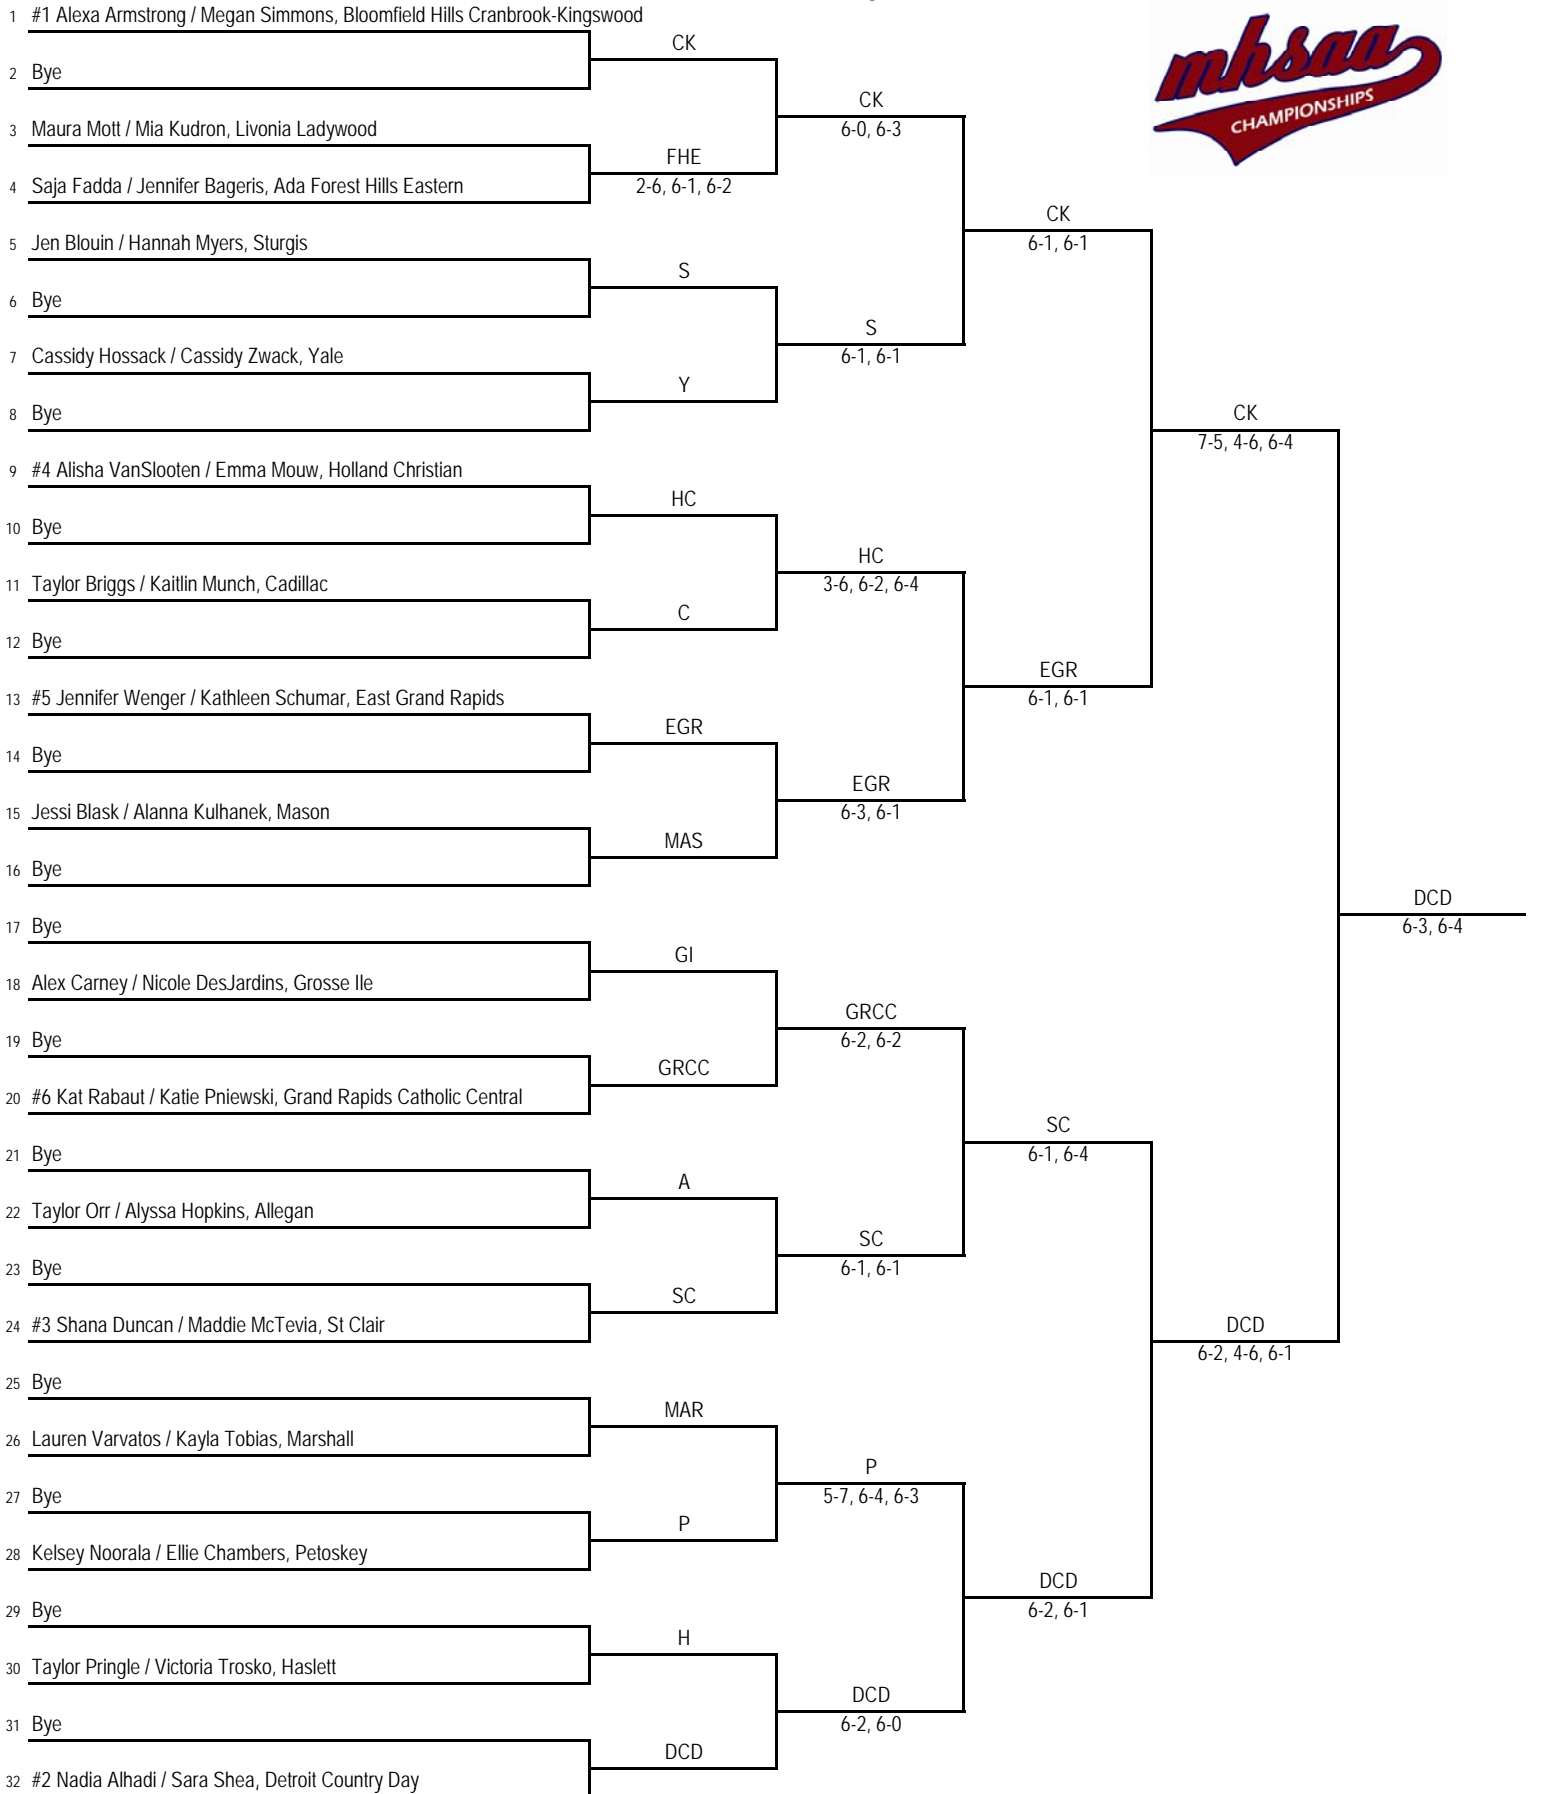 1 #1 Alexa Armstrong / Megan Simmons, Bloomfield Hills Cranbrook-Kingswood
mhsaa
CHAMPIONSHIPS
CK
2 Bye
CK
6-0, 6-3
3 Maura Mott / Mia Kudron, Livonia Ladywood
FHE
2-6, 6-1, 6-2
4 Saja Fadda / Jennifer Bageris, Ada Forest Hills Eastern
CK
6-1, 6-1
5 Jen Blouin / Hannah Myers, Sturgis
S
6 Bye
S
6-1, 6-1
7 Cassidy Hossack / Cassidy Zwack, Yale
Y
8 Bye
CK
7-5, 4-6, 6-4
9 #4 Alisha VanSlooten / Emma Mouw, Holland Christian
HC
10 Bye
HC
3-6, 6-2, 6-4
11 Taylor Briggs / Kaitlin Munch, Cadillac
C
12 Bye
EGR
6-1, 6-1
13 #5 Jennifer Wenger / Kathleen Schumar, East Grand Rapids
EGR
14 Bye
EGR
6-3, 6-1
15 Jessi Blask / Alanna Kulhanek, Mason
MAS
16 Bye
DCD
6-3, 6-4
17 Bye
GI
18 Alex Carney / Nicole DesJardins, Grosse Ile
GRCC
6-2, 6-2
19 Bye
GRCC
20 #6 Kat Rabaut / Katie Pniewski, Grand Rapids Catholic Central
SC
6-1, 6-4
21 Bye
A
22 Taylor Orr / Alyssa Hopkins, Allegan
SC
6-1, 6-1
23 Bye
SC
24 #3 Shana Duncan / Maddie McTevia, St Clair
DCD
6-2, 4-6, 6-1
25 Bye
MAR
26 Lauren Varvatos / Kayla Tobias, Marshall
P
5-7, 6-4, 6-3
27 Bye
P
28 Kelsey Noorala / Ellie Chambers, Petoskey
DCD
6-2, 6-1
29 Bye
H
30 Taylor Pringle / Victoria Trosko, Haslett
DCD
6-2, 6-0
31 Bye
DCD
32 #2 Nadia Alhadi / Sara Shea, Detroit Country Day